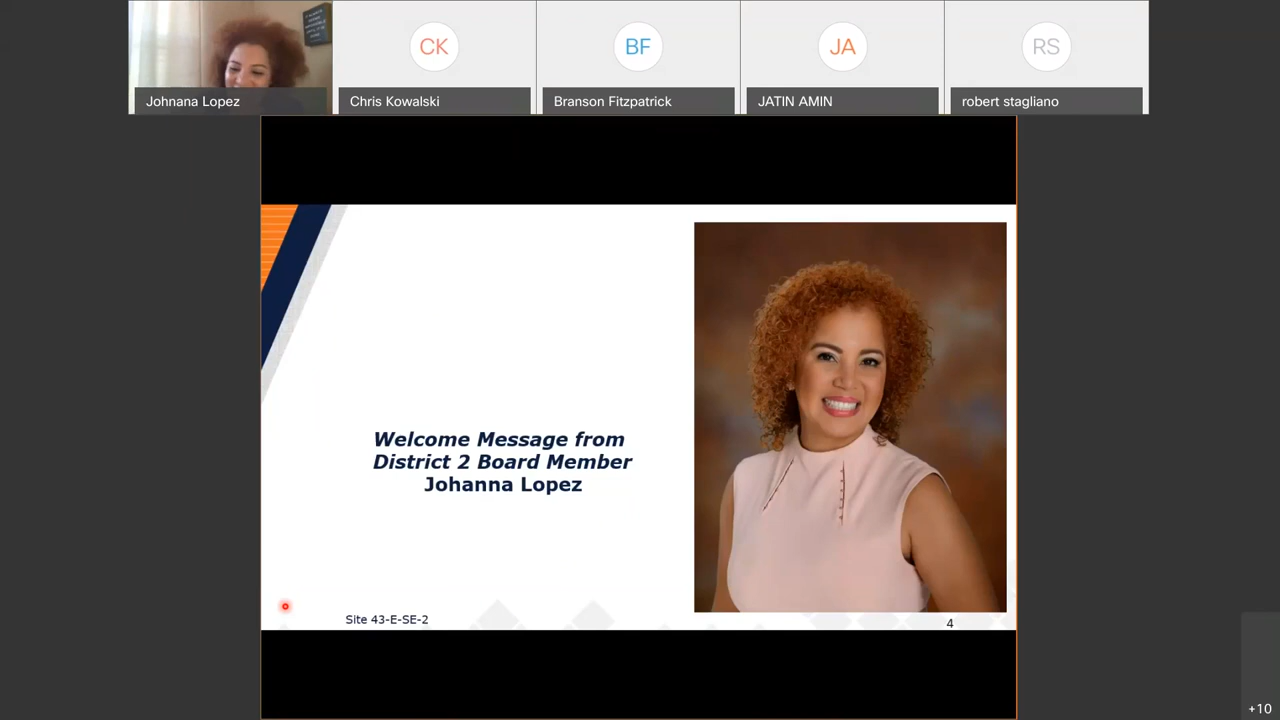 CK
BF
JA
RS
Johnana Lopez
Chris Kowalski
Branson Fitzpatrick
JATIN AMIN
robert stagliano
Welcome Message from
District 2 Board Member
Johanna Lopez
Site 43-E-SE-2
4
+10